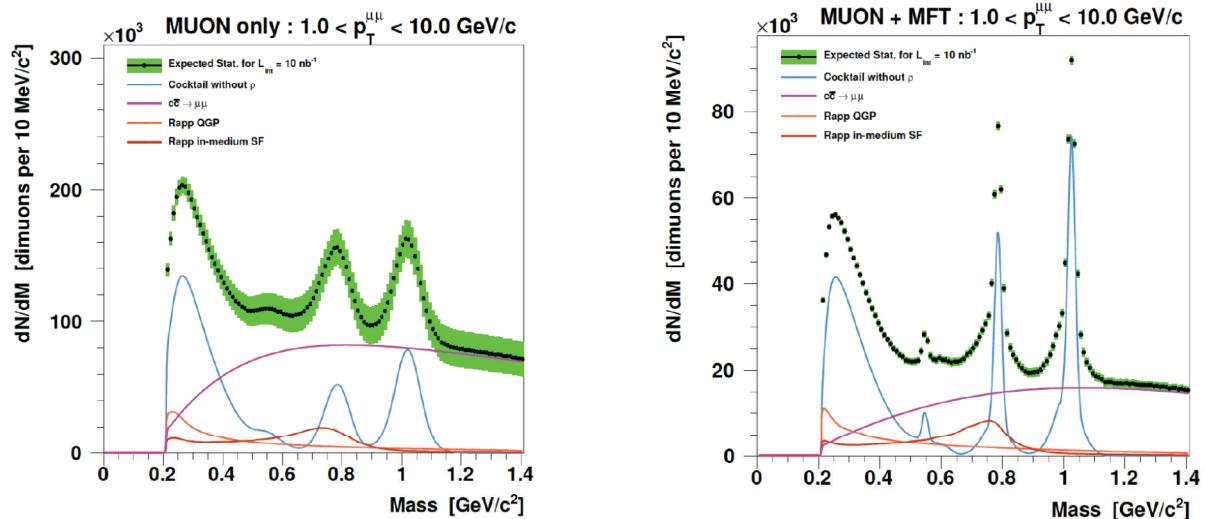 ×10³
MUON only : 1.0 < p_T^μμ < 10.0 GeV/c
dN/dM [dimuons per 10 MeV/c²]
300
200
100
0
Expected Stat. for L_int = 10 nb⁻¹
Cocktail without ρ
cc̅ → μμ
Rapp QGP
Rapp in-medium SF
0 0.2 0.4 0.6 0.8 1 1.2 1.4
Mass [GeV/c²]
×10³
MUON + MFT : 1.0 < p_T^μμ < 10.0 GeV/c
dN/dM [dimuons per 10 MeV/c²]
80
60
40
20
0
Expected Stat. for L_int = 10 nb⁻¹
Cocktail without ρ
cc̅ → μμ
Rapp QGP
Rapp in-medium SF
0 0.2 0.4 0.6 0.8 1 1.2 1.4
Mass [GeV/c²]